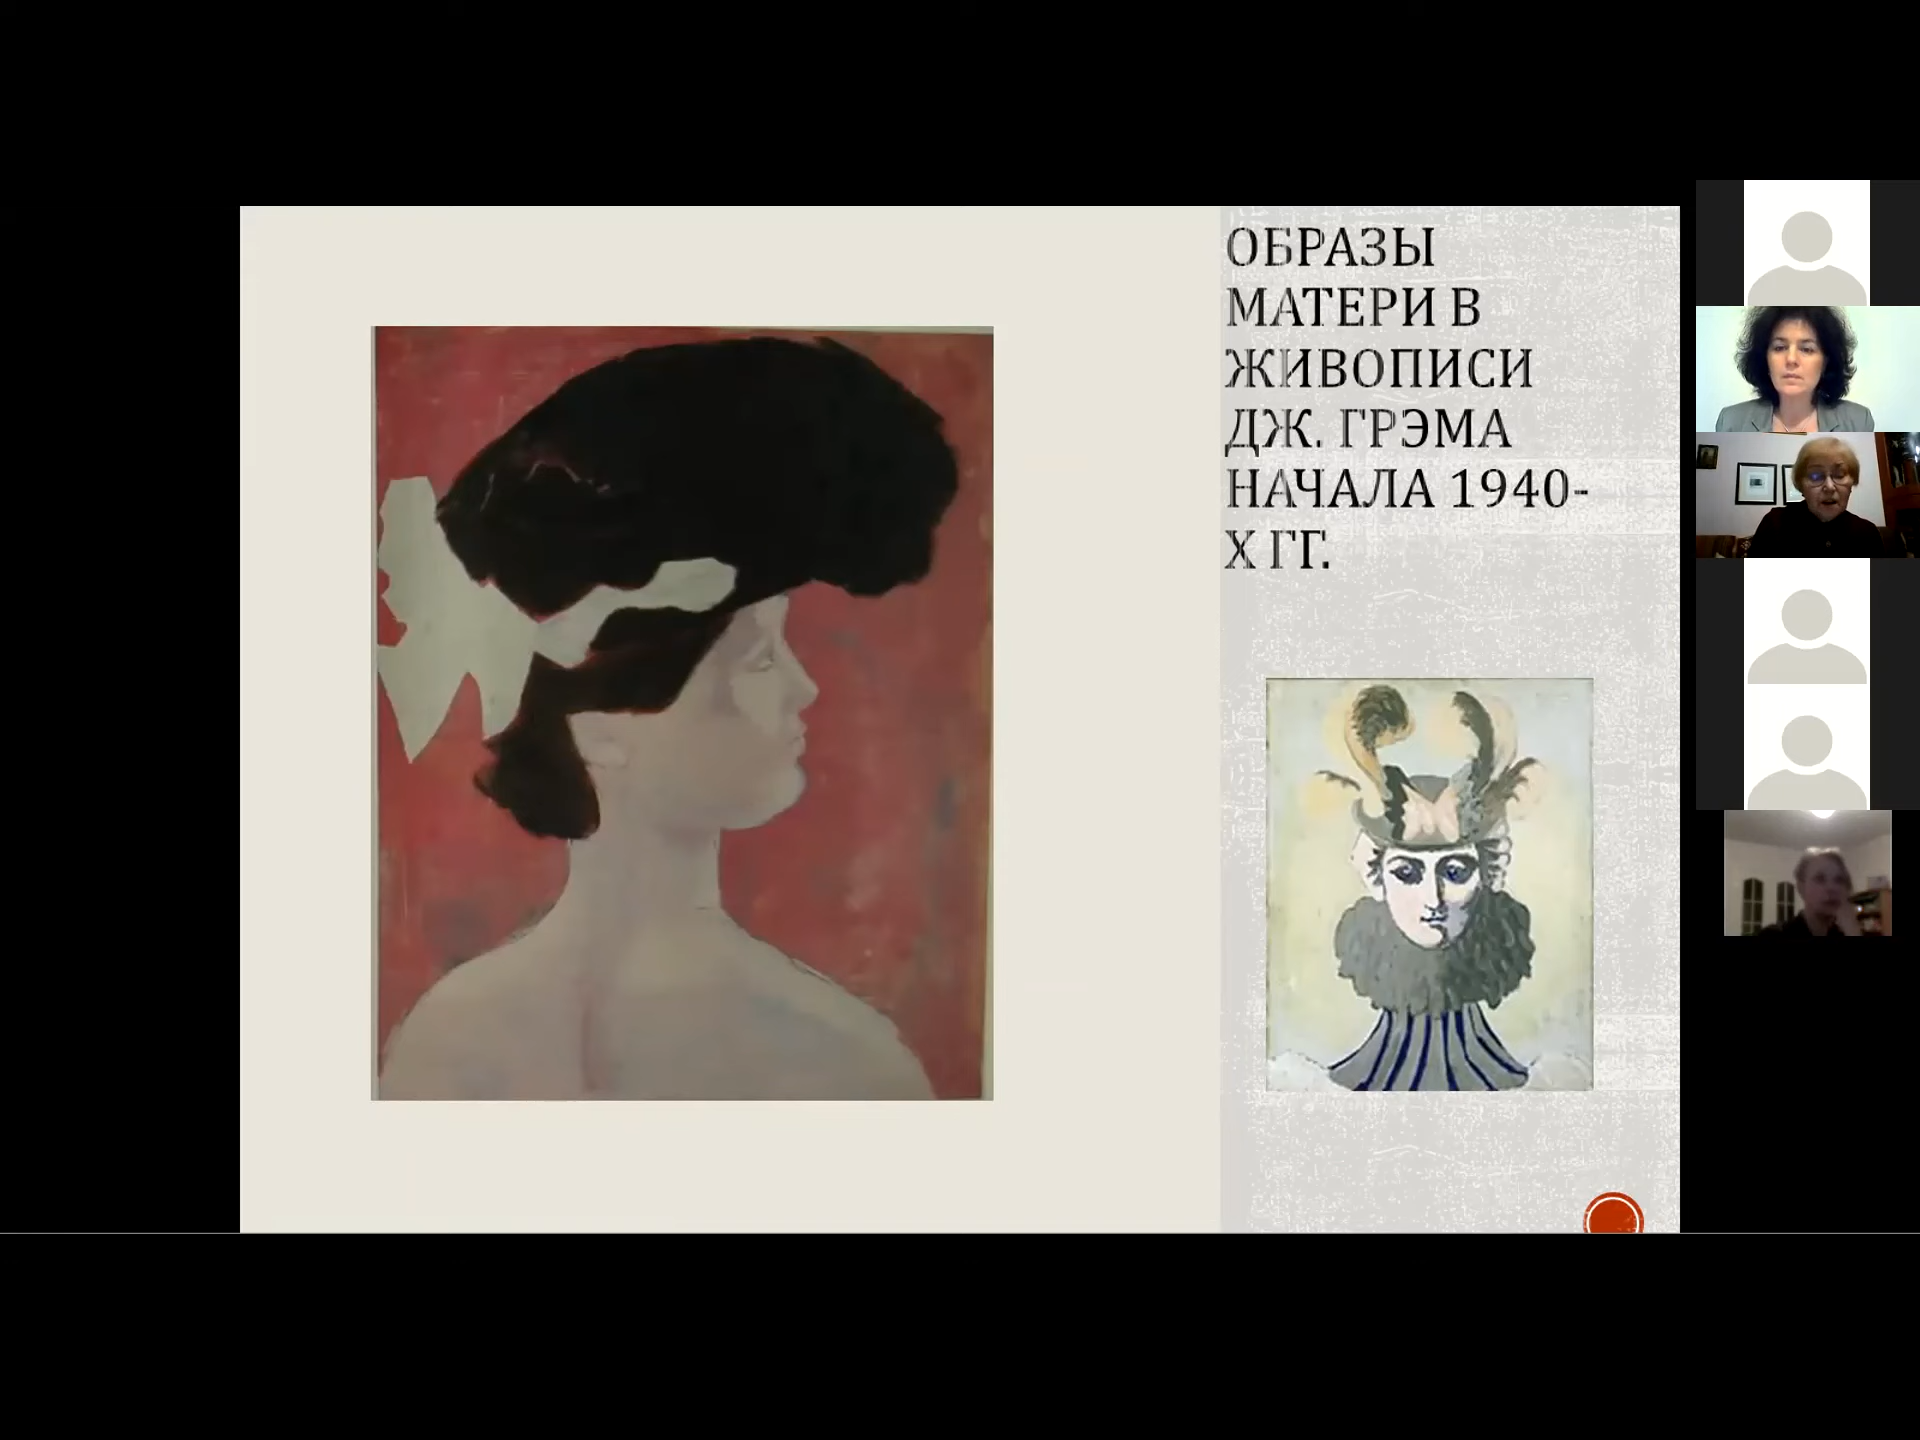 ОБРАЗЫ
МАТЕРИ В
ЖИВОПИСИ
ДЖ. ГРЭМА
НАЧАЛА 1940-
Х ГГ.